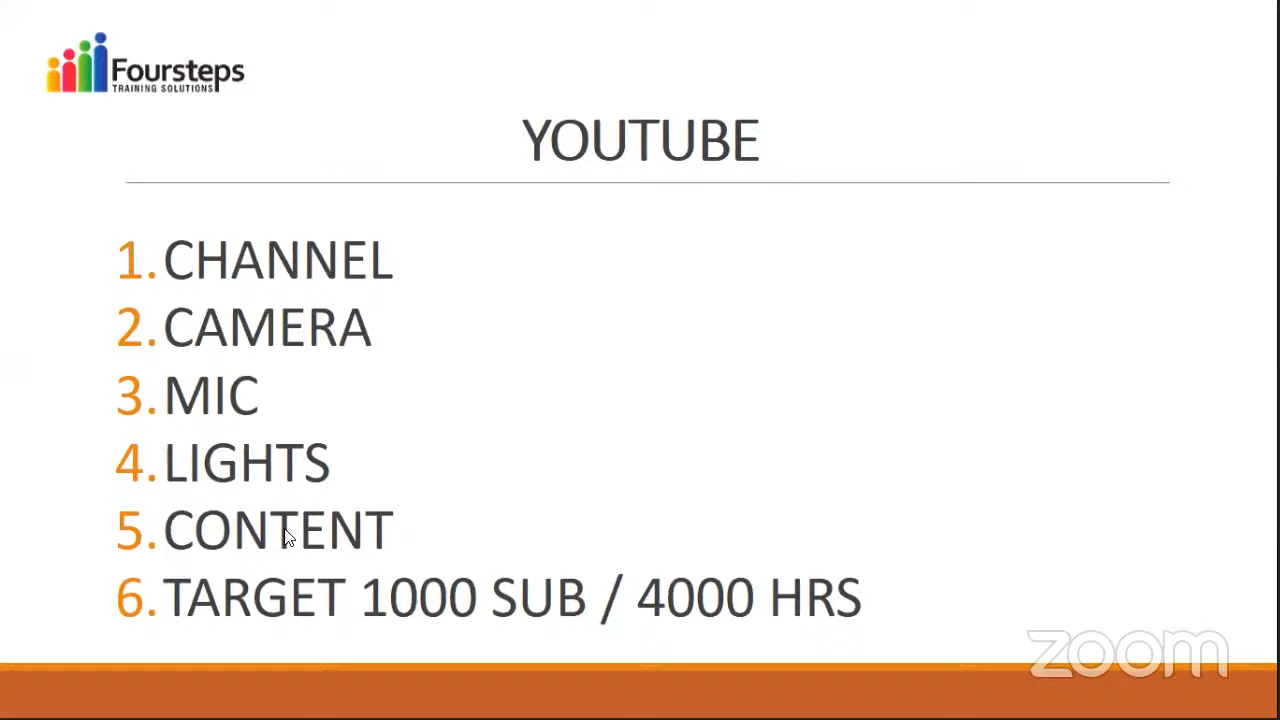 Foursteps
TRAINING SOLUTIONS
YOUTUBE
1. CHANNEL
2. CAMERA
3. MIC
4. LIGHTS
5. CONTENT
6. TARGET 1000 SUB / 4000 HRS
zoom